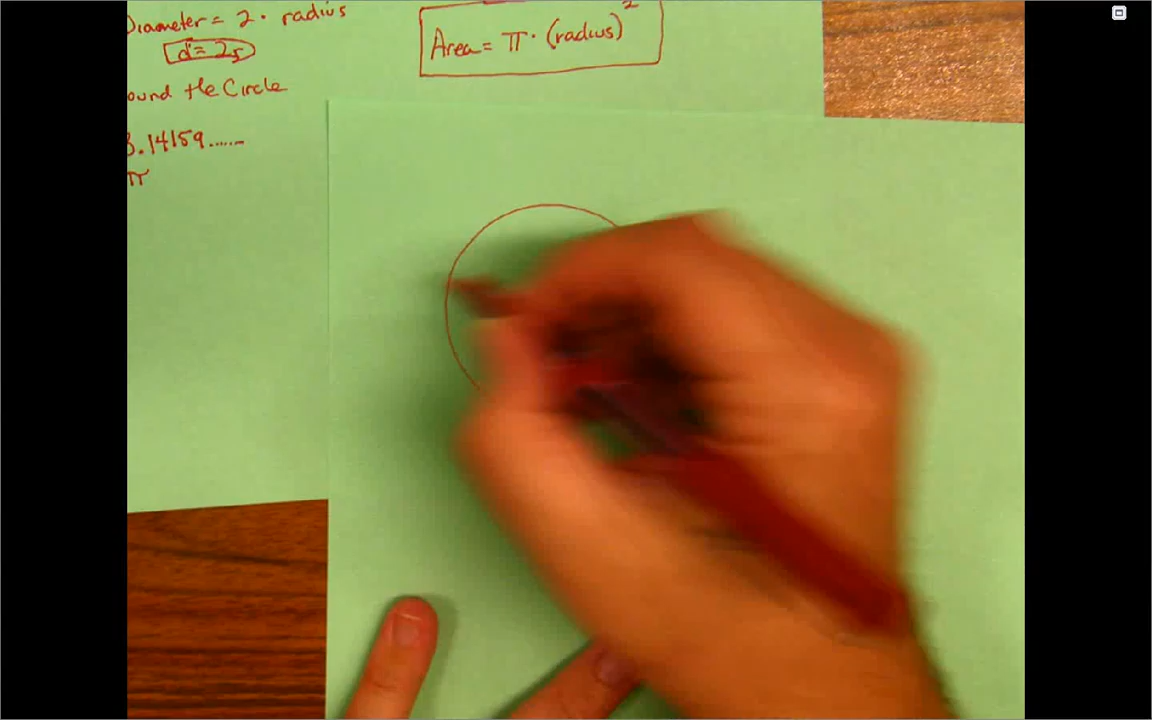 Diameter = 2 · radius
d = 2r
ound the Circle
3.14159......
π
Area = π · (radius)²